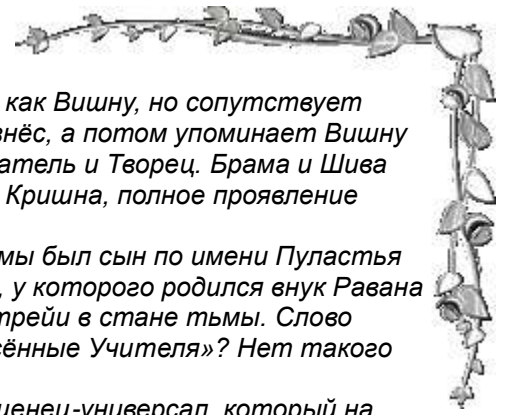 как Вишну, но сопутствует
внёс, а потом упоминает Вишну
атель и Творец. Брама и Шива
Кришна, полное проявление
мы был сын по имени Пуластья
, у которого родился внук Равана
трейи в стане тьмы. Слово
сённые Учителя»? Нет такого
ценец-универсал, который на